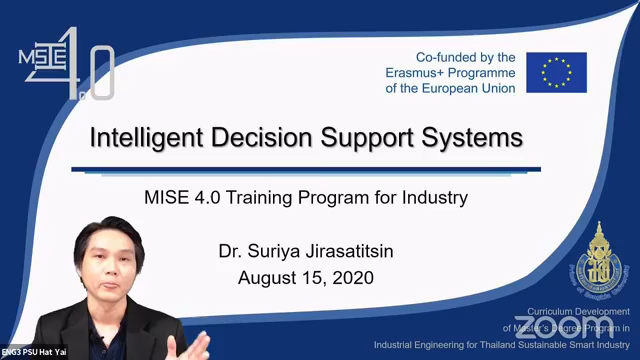 MSIE
4.0
Co-funded by the
Erasmus+ Programme
of the European Union
Intelligent Decision Support Systems
MISE 4.0 Training Program for Industry
Dr. Suriya Jirasatitsin
August 15, 2020
Curriculum Development
of Master's Degree Program in
Industrial Engineering for Thailand Sustainable Smart Industry
zoom
ENG3 PSU Hat Yai